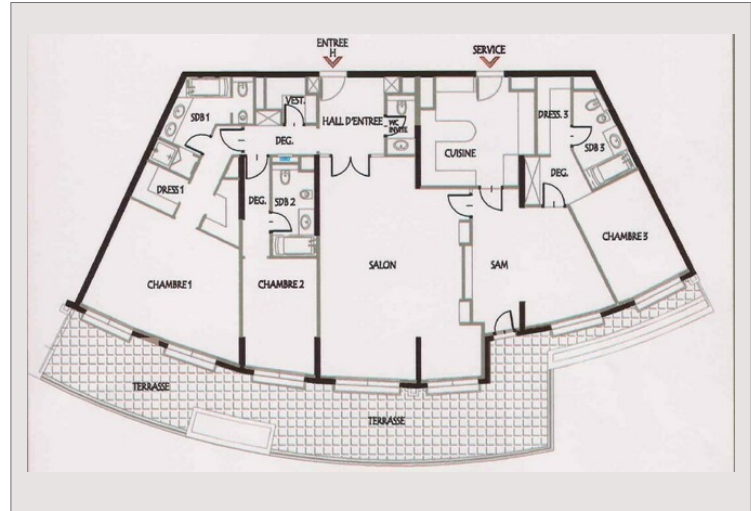 ENTREE
H
SERVICE
VEST.
SDB 1
HALL D'ENTREE
WC
INVITE
DEG.
CUISINE
DRESS. 3
SDB 3
DEG.
DRESS 1
DEG.
SDB 2
CHAMBRE 3
SALON
SAM
CHAMBRE 1
CHAMBRE 2
TERRASSE
TERRASSE